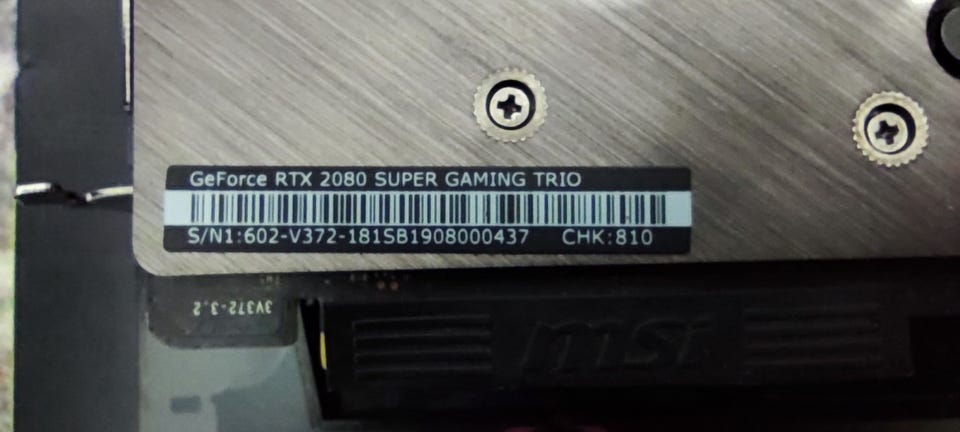 GeForce RTX 2080 SUPER GAMING TRIO
S/N1:602-V372-181SB1908000437 CHK:810
3V372-3.2
msi